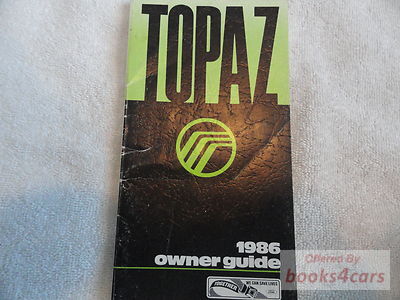 TOPAZ
1986
owner guide
TOGETHER
WE CAN SAVE LIVES
Offered By
books4cars